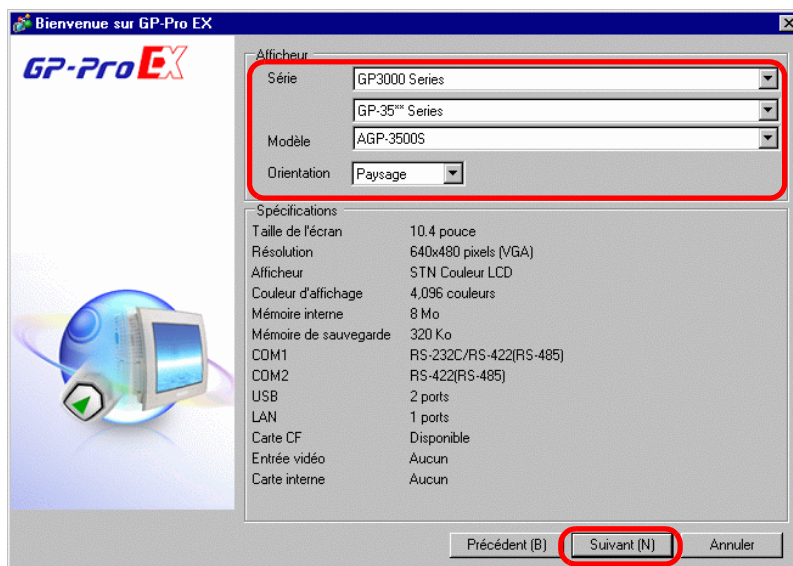 Bienvenue sur GP-Pro EX
GP-Pro EX
Afficheur
Série GP3000 Series
GP-35** Series
Modèle AGP-3500S
Orientation Paysage
Spécifications
Taille de l'écran 10.4 pouce
Résolution 640x480 pixels (VGA)
Afficheur STN Couleur LCD
Couleur d'affichage 4,096 couleurs
Mémoire interne 8 Mo
Mémoire de sauvegarde 320 Ko
COM1 RS-232C/RS-422(RS-485)
COM2 RS-422(RS-485)
USB 2 ports
LAN 1 ports
Carte CF Disponible
Entrée vidéo Aucun
Carte interne Aucun
Précédent (B) Suivant (N) Annuler